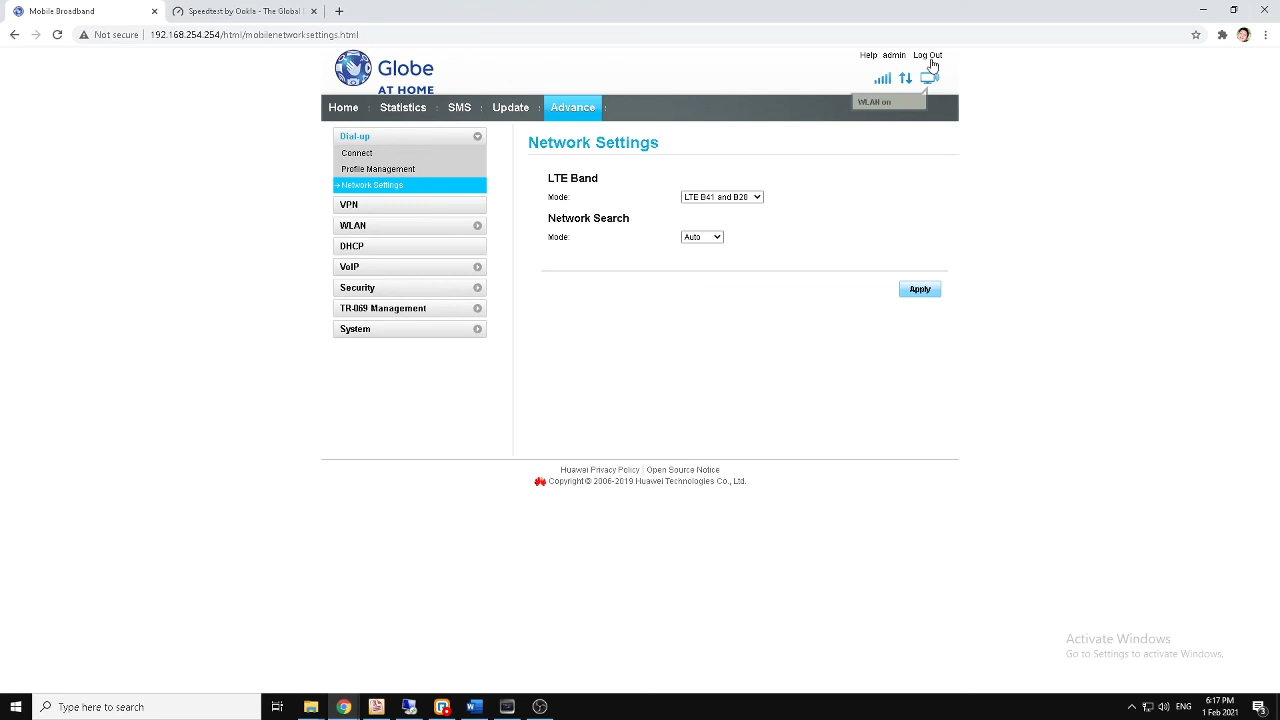 Mobile Broadband
Speedtest by Ookla - The Global
Not secure 192.168.254.254/html/mobilenetworksettings.html
Help admin Log Out
Globe
AT HOME
WLAN on
Home Statistics SMS Update Advance
Dial-up
Connect
Profile Management
Network Settings
VPN
WLAN
DHCP
VoIP
Security
TR-069 Management
System
Network Settings
LTE Band
Mode: LTE B41 and B28
Network Search
Mode: Auto
Apply
Huawei Privacy Policy | Open Source Notice
Copyright © 2006-2019 Huawei Technologies Co., Ltd.
Activate Windows
Go to Settings to activate Windows.
Type here to search
ENG
6:17 PM
1 Feb 2021